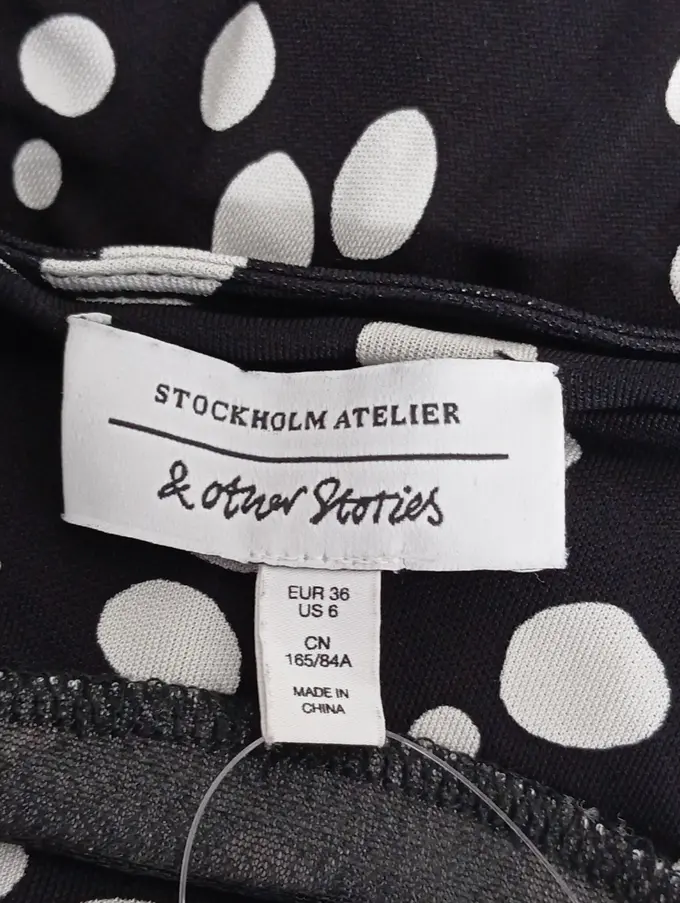 STOCKHOLM ATELIER
& other Stories
EUR 36
US 6
CN
165/84A
MADE IN
CHINA